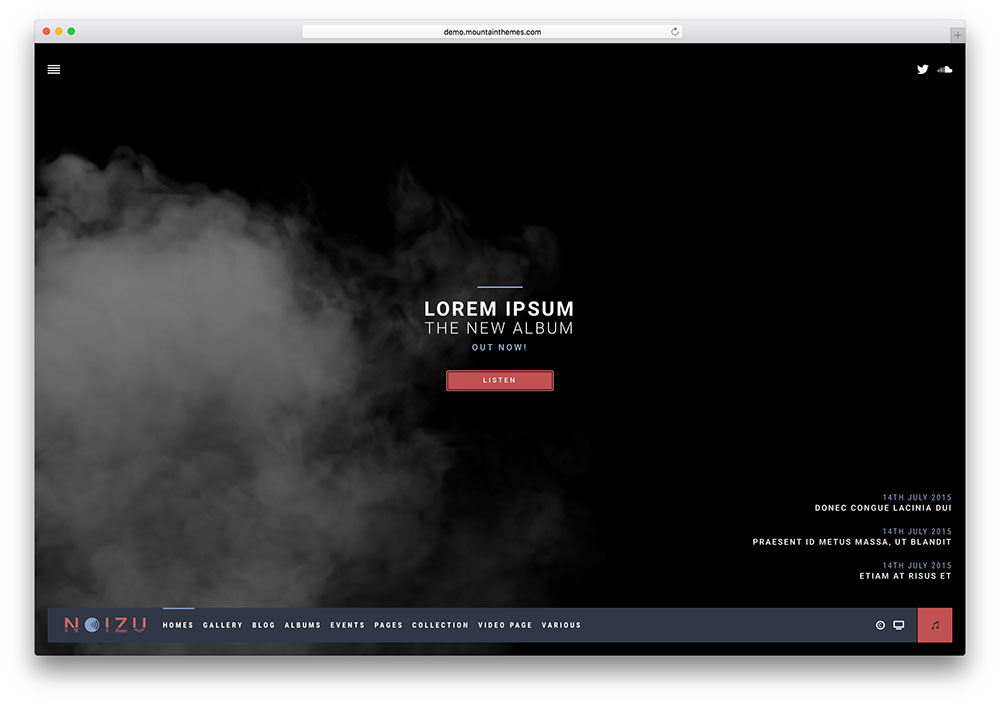 demo.mountainthemes.com
LOREM IPSUM
THE NEW ALBUM
OUT NOW!
LISTEN
14TH JULY 2015
DONEC CONGUE LACINIA DUI
14TH JULY 2015
PRAESENT ID METUS MASSA, UT BLANDIT
14TH JULY 2015
ETIAM AT RISUS ET
NOIZU HOMES GALLERY BLOG ALBUMS EVENTS PAGES COLLECTION VIDEO PAGE VARIOUS